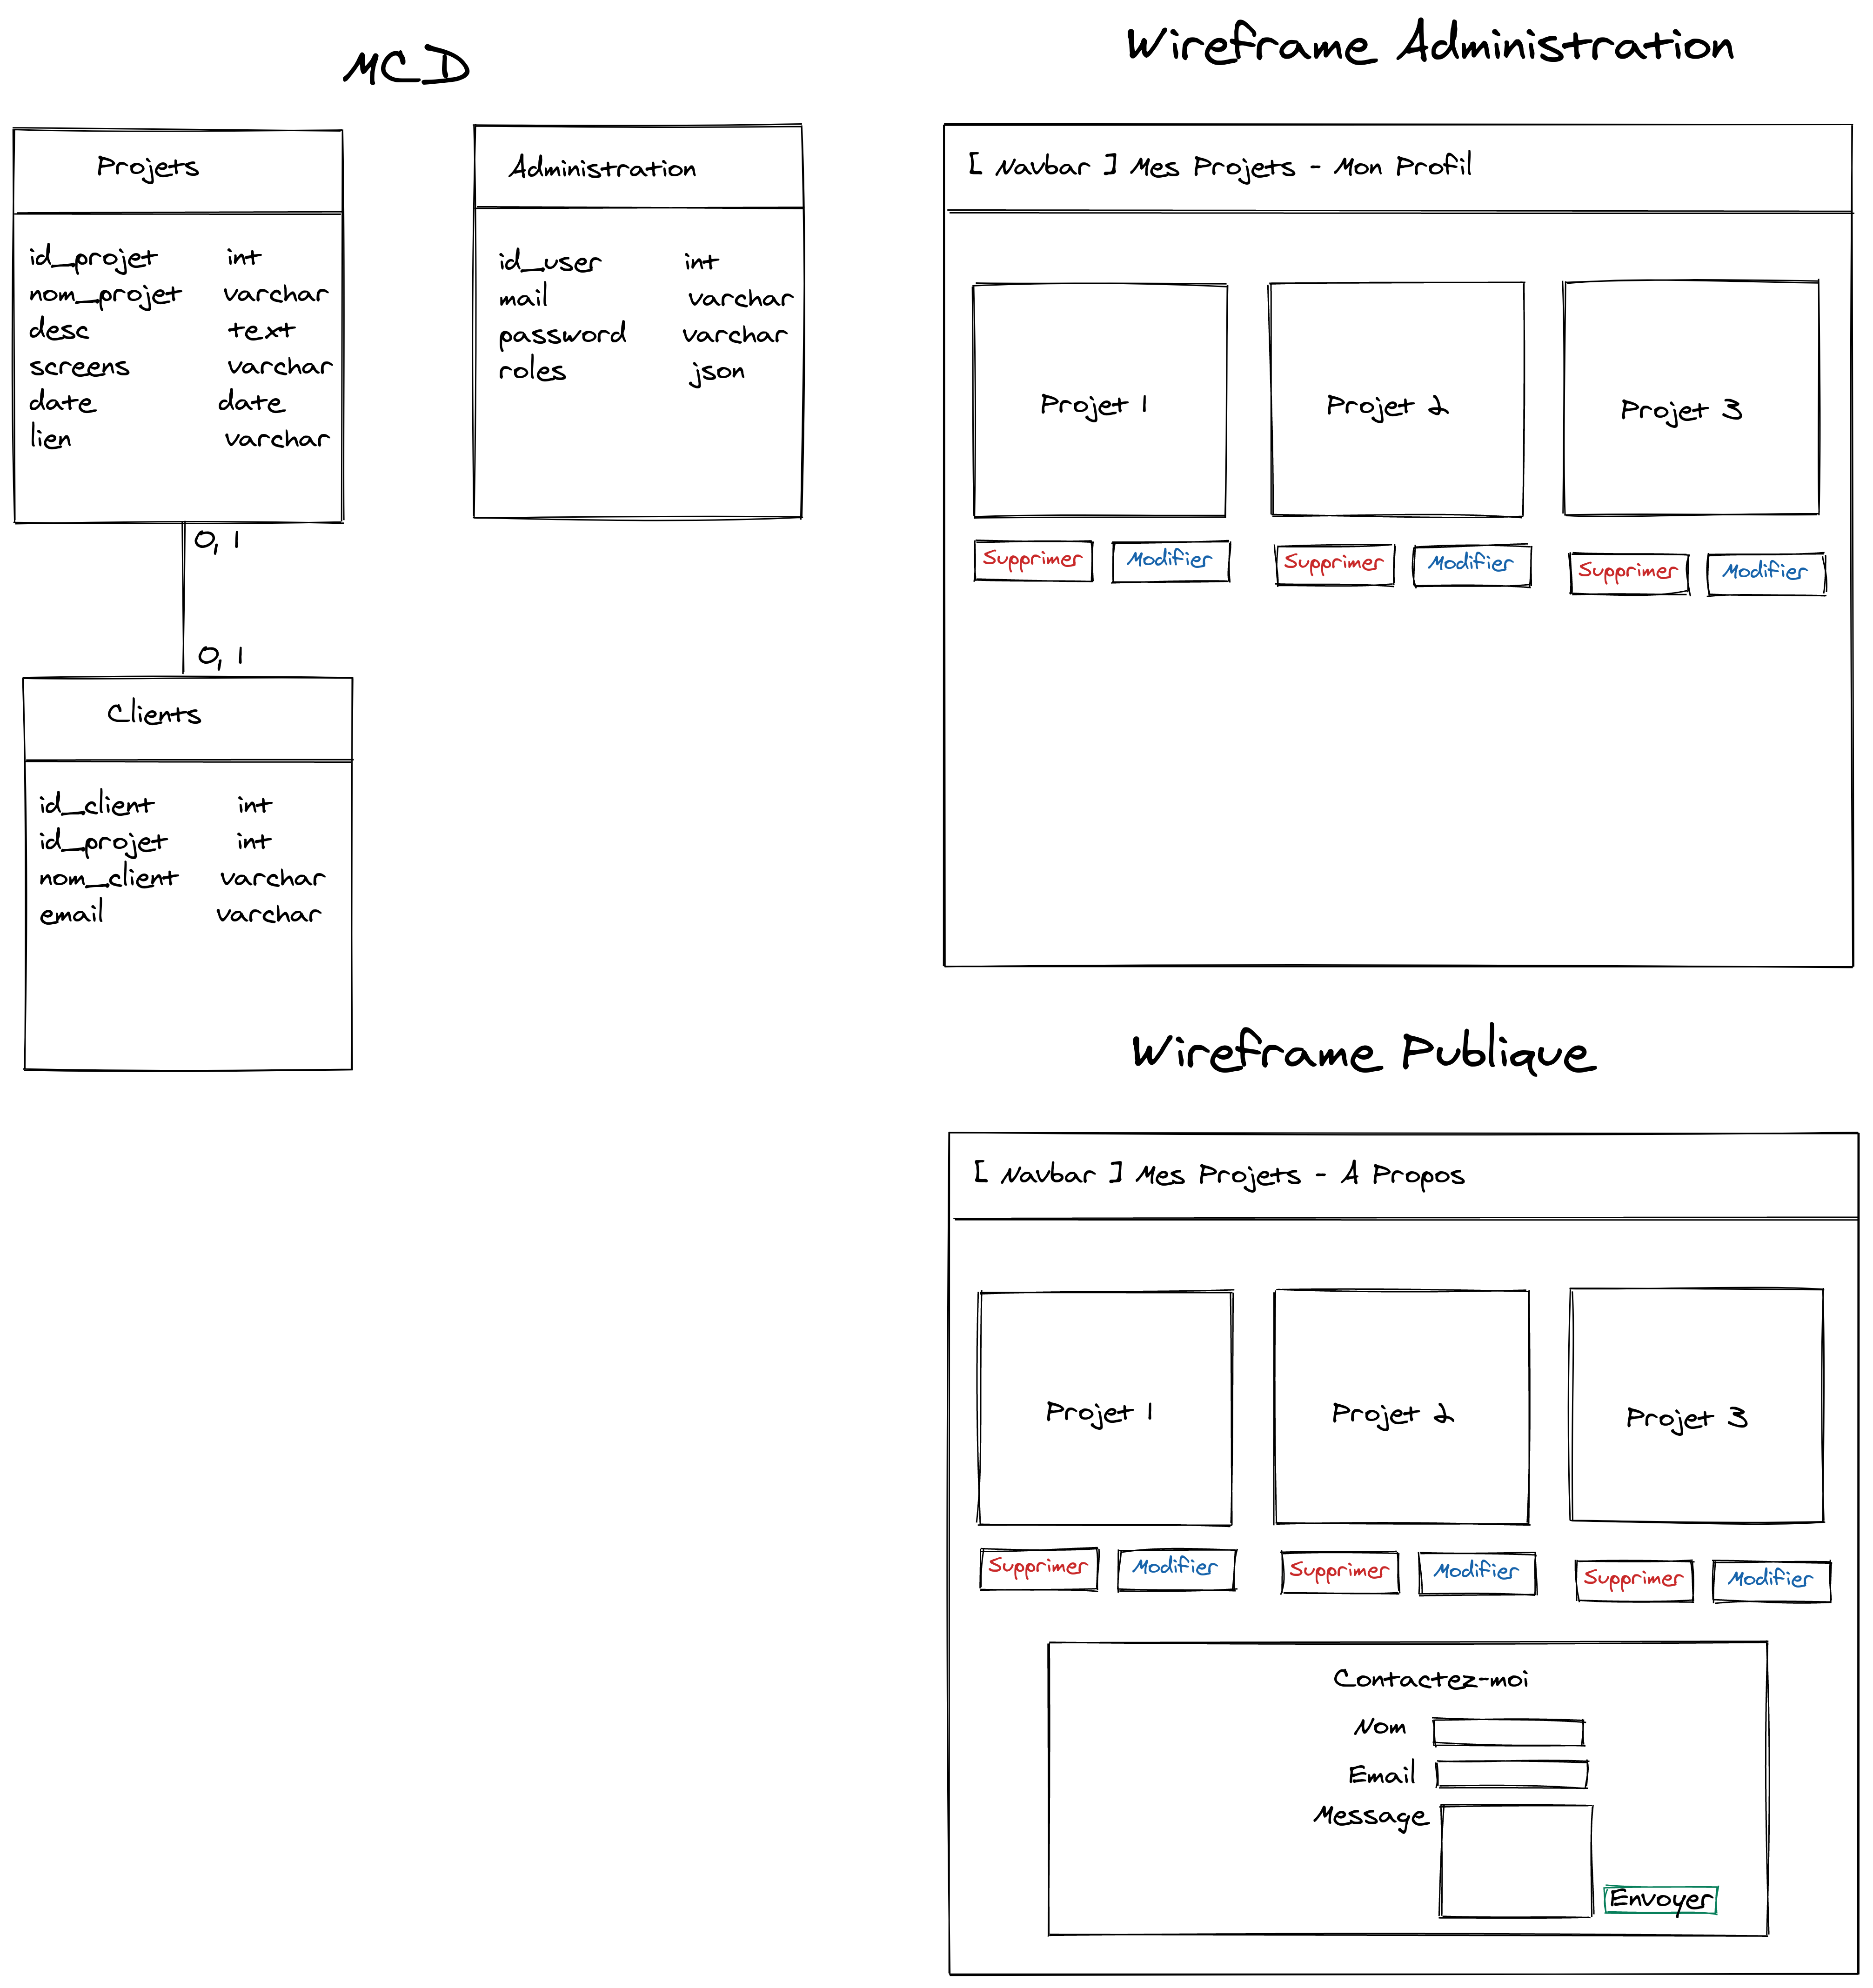 MCD
Projets
id_projet int
nom_projet varchar
desc text
screens varchar
date date
lien varchar
0, 1
0, 1
Clients
id_client int
id_projet int
nom_client varchar
email varchar
Administration
id_user int
mail varchar
password varchar
roles json
Wireframe Administration
[ Navbar ] Mes Projets - Mon Profil
Projet 1 Projet 2 Projet 3
Supprimer Modifier Supprimer Modifier Supprimer Modifier
Wireframe Publique
[ Navbar ] Mes Projets - A Propos
Projet 1 Projet 2 Projet 3
Supprimer Modifier Supprimer Modifier Supprimer Modifier
Contactez-moi
Nom
Email
Message
Envoyer